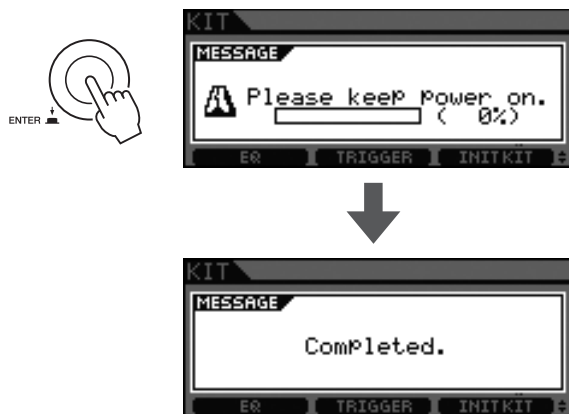 KIT
MESSAGE
Please keep power on.
( 0%)
ENTER
EQ TRIGGER INITKIT
KIT
MESSAGE
Completed.
EQ TRIGGER INITKIT